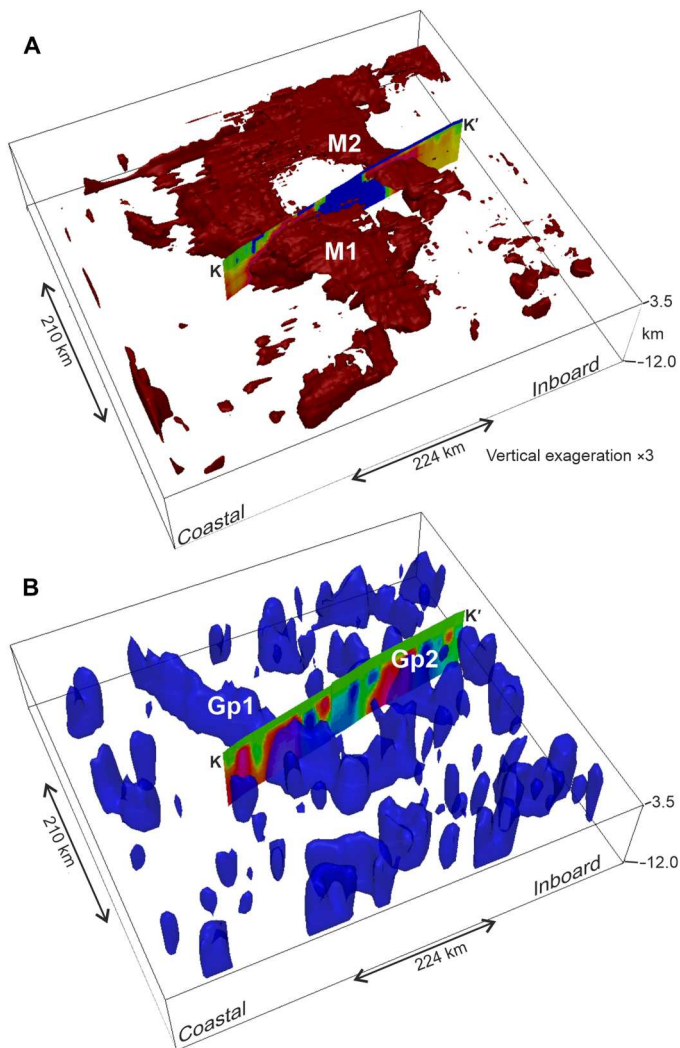 A
M2
K'
M1
K
210 km
3.5
km
-12.0
Inboard
224 km
Vertical exageration ×3
Coastal
B
K'
Gp2
Gp1
K
210 km
3.5
-12.0
Inboard
224 km
Coastal